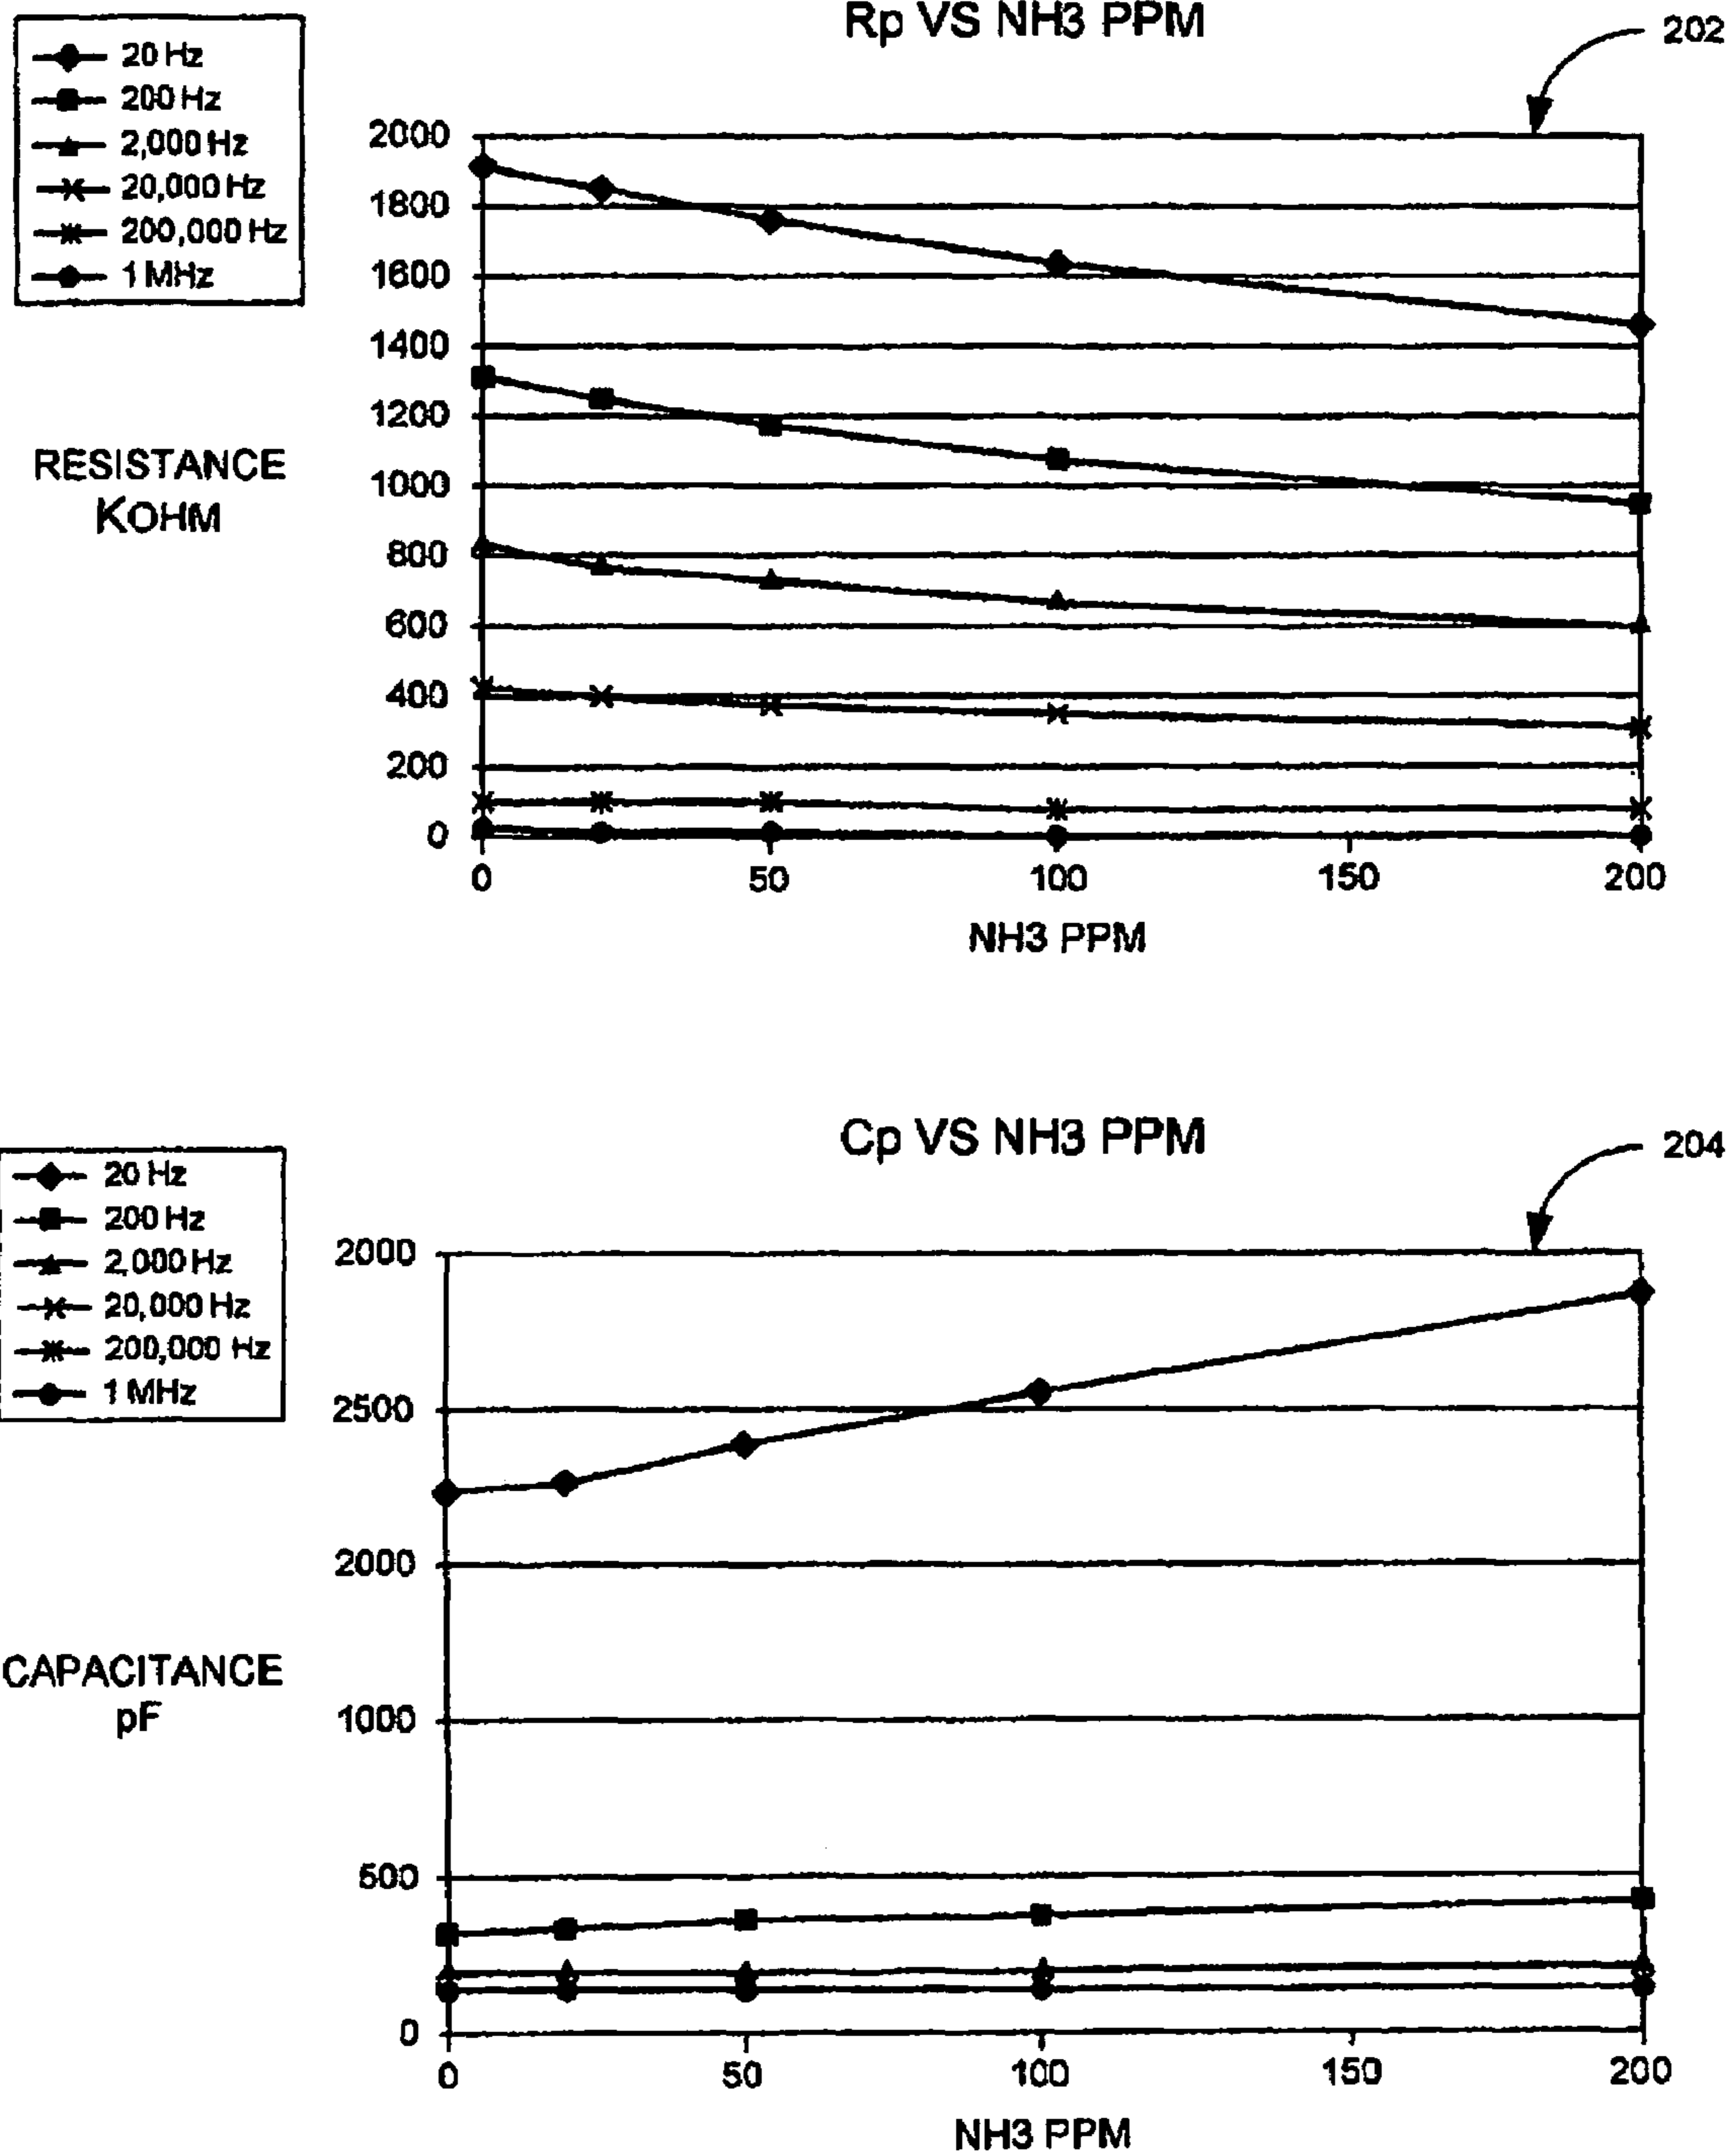 Rp VS NH3 PPM
202
20 Hz
200 Hz
2,000 Hz
20,000 Hz
200,000 Hz
1 MHz
2000
1800
1600
1400
1200
1000
800
600
400
200
0
RESISTANCE
KOHM
0
50
100
150
200
NH3 PPM
Cp VS NH3 PPM
204
20 Hz
200 Hz
2,000 Hz
20,000 Hz
200,000 Hz
1 MHz
2000
2500
2000
1000
500
0
CAPACITANCE
pF
0
50
100
150
200
NH3 PPM